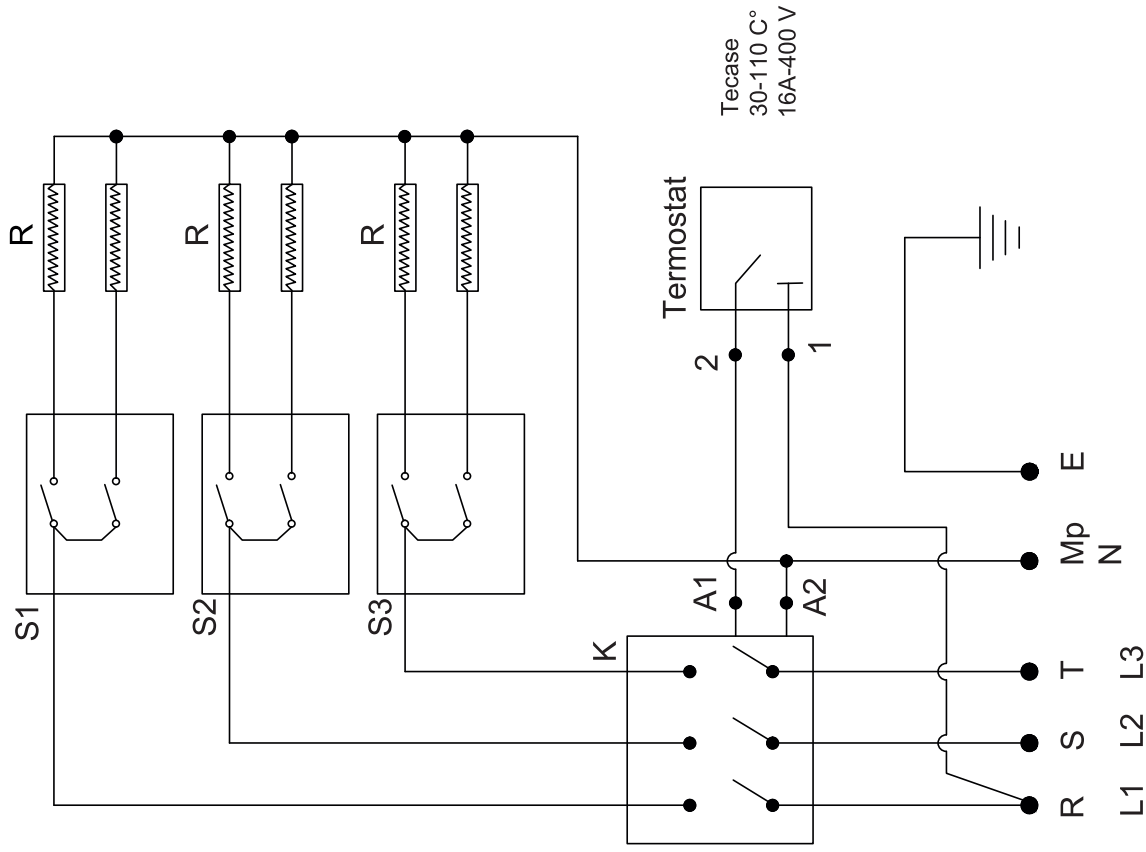 R
R
R
S1
S2
S3
K
Termostat
Tecase
30-110 C°
16A-400 V
2
1
A1
A2
R
S
T
Mp
E
L1
L2
L3
N